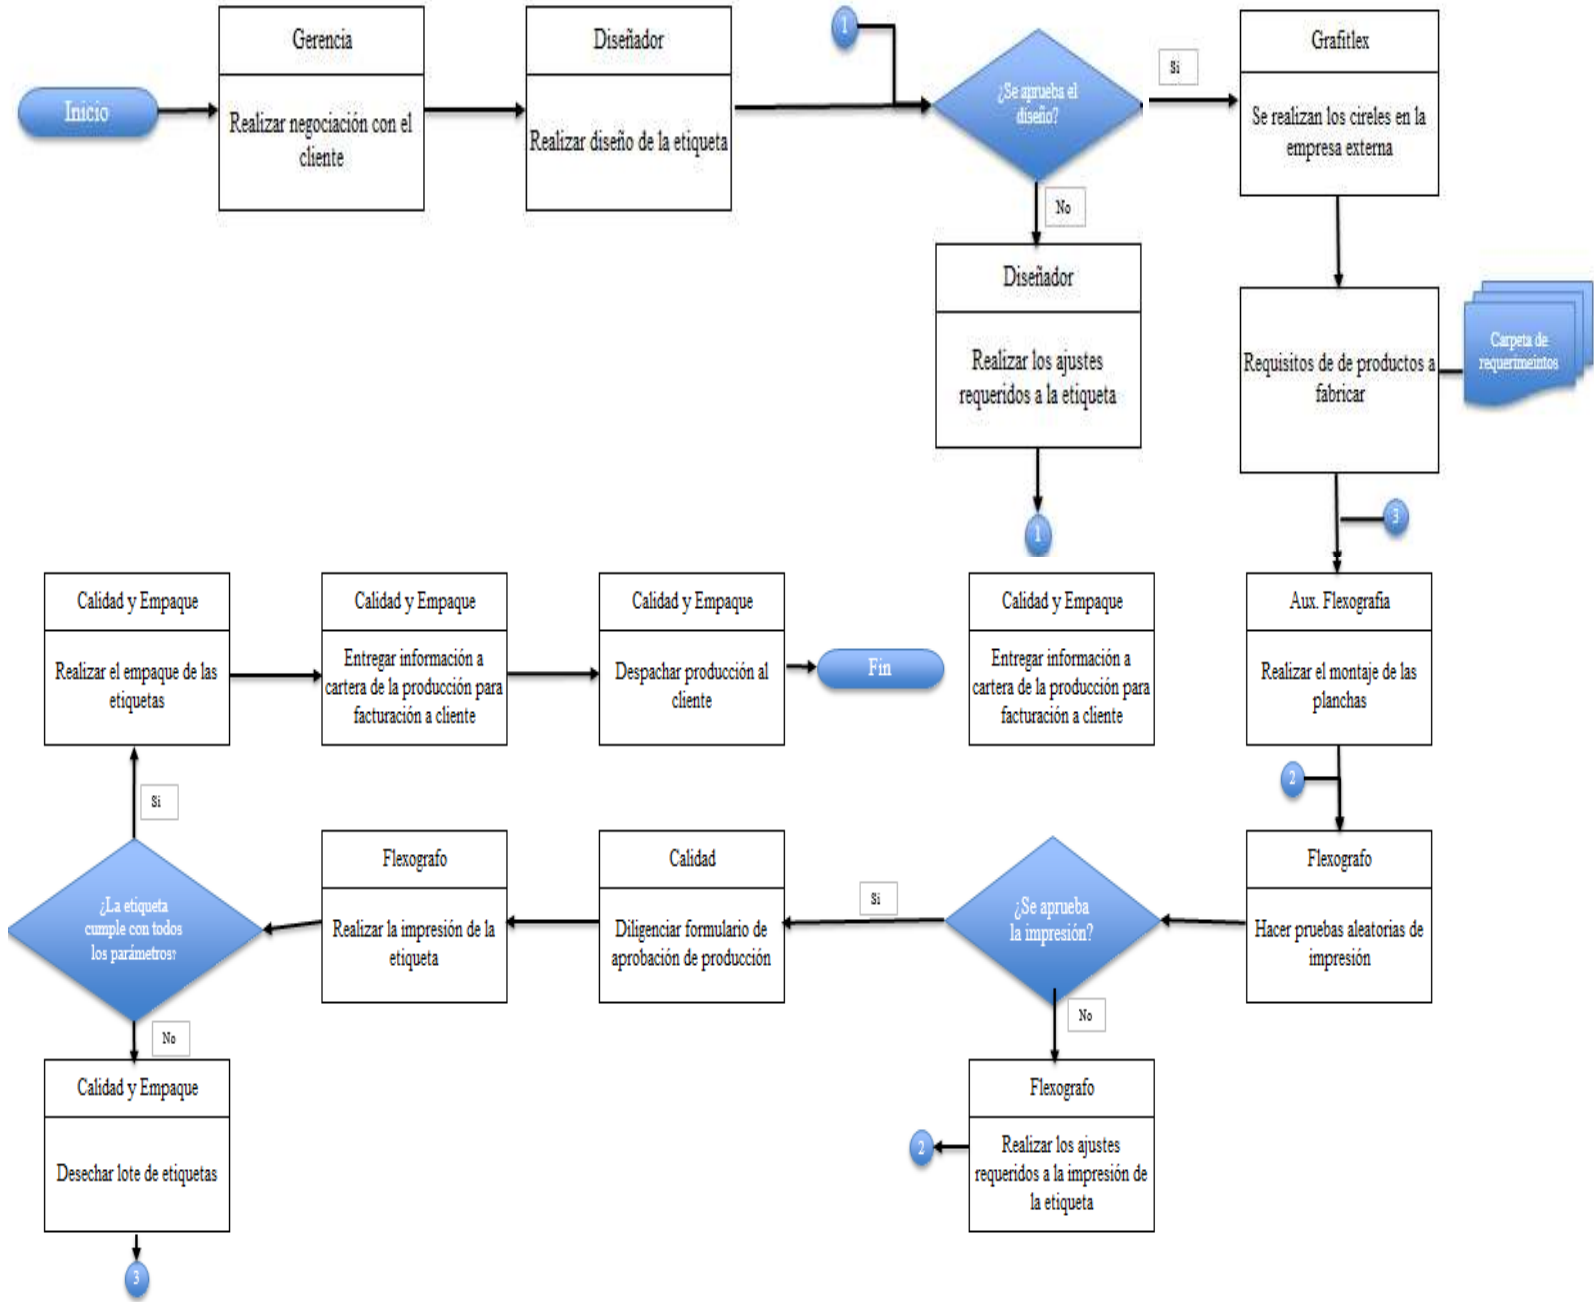 Inicio
Gerencia
Realizar negociación con el
cliente
Diseñador
Realizar diseño de la etiqueta
1
¿Se aprueba el
diseño?
Si
Grafitlex
Se realizan los cireles en la
empresa externa
No
Diseñador
Realizar los ajustes
requeridos a la etiqueta
1
Requisitos de de productos a
fabricar
Carpeta de
requerimeintos
3
Calidad y Empaque
Realizar el empaque de las
etiquetas
Calidad y Empaque
Entregar información a
cartera de la producción para
facturación a cliente
Calidad y Empaque
Despachar producción al
cliente
Fin
Calidad y Empaque
Entregar información a
cartera de la producción para
facturación a cliente
Aux. Flexografia
Realizar el montaje de las
planchas
2
Si
¿La etiqueta
cumple con todos
los parámetros?
Flexografo
Realizar la impresión de la
etiqueta
Calidad
Diligenciar formulario de
aprobación de producción
Si
¿Se aprueba
la impresión?
Flexografo
Hacer pruebas aleatorias de
impresión
No
Calidad y Empaque
Desechar lote de etiquetas
3
No
Flexografo
Realizar los ajustes
requeridos a la impresión de
la etiqueta
2